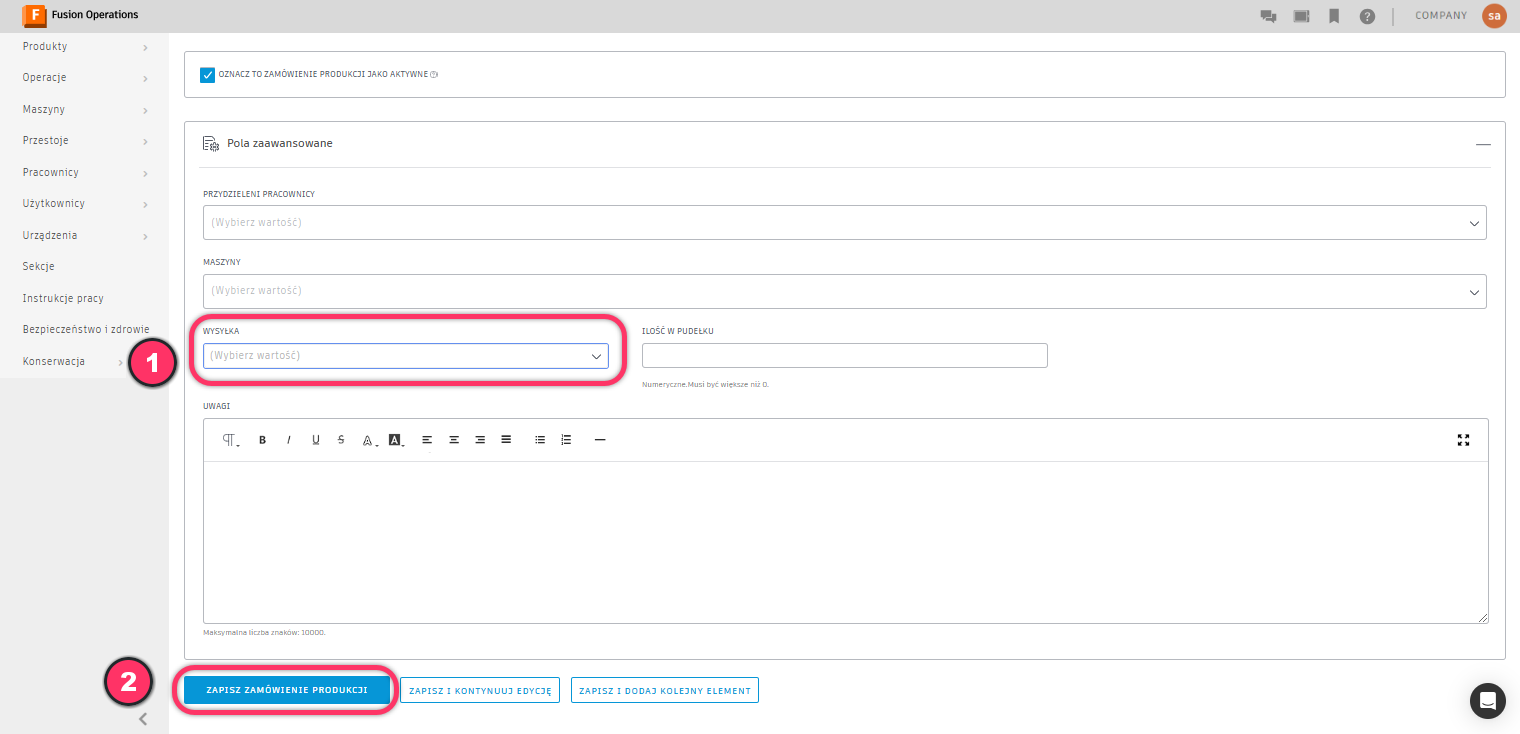 F Fusion Operations
? COMPANY sa
Produkty
Operacje
Maszyny
Przestoje
Pracownicy
Użytkownicy
Urządzenia
Sekcje
Instrukcje pracy
Bezpieczeństwo i zdrowie
Konserwacja
OZNACZ TO ZAMÓWIENIE PRODUKCJI JAKO AKTYWNE
Pola zaawansowane
PRZYDZIELENI PRACOWNICY
(Wybierz wartość)
MASZYNY
(Wybierz wartość)
WYSYŁKA
(Wybierz wartość)
1
ILOŚĆ W PUDEŁKU
Numeryczne.Musi być większe niż 0.
UWAGI
B I U S A A
Maksymalna liczba znaków: 10000.
2
ZAPISZ ZAMÓWIENIE PRODUKCJI
ZAPISZ I KONTYNUUJ EDYCJĘ
ZAPISZ I DODAJ KOLEJNY ELEMENT